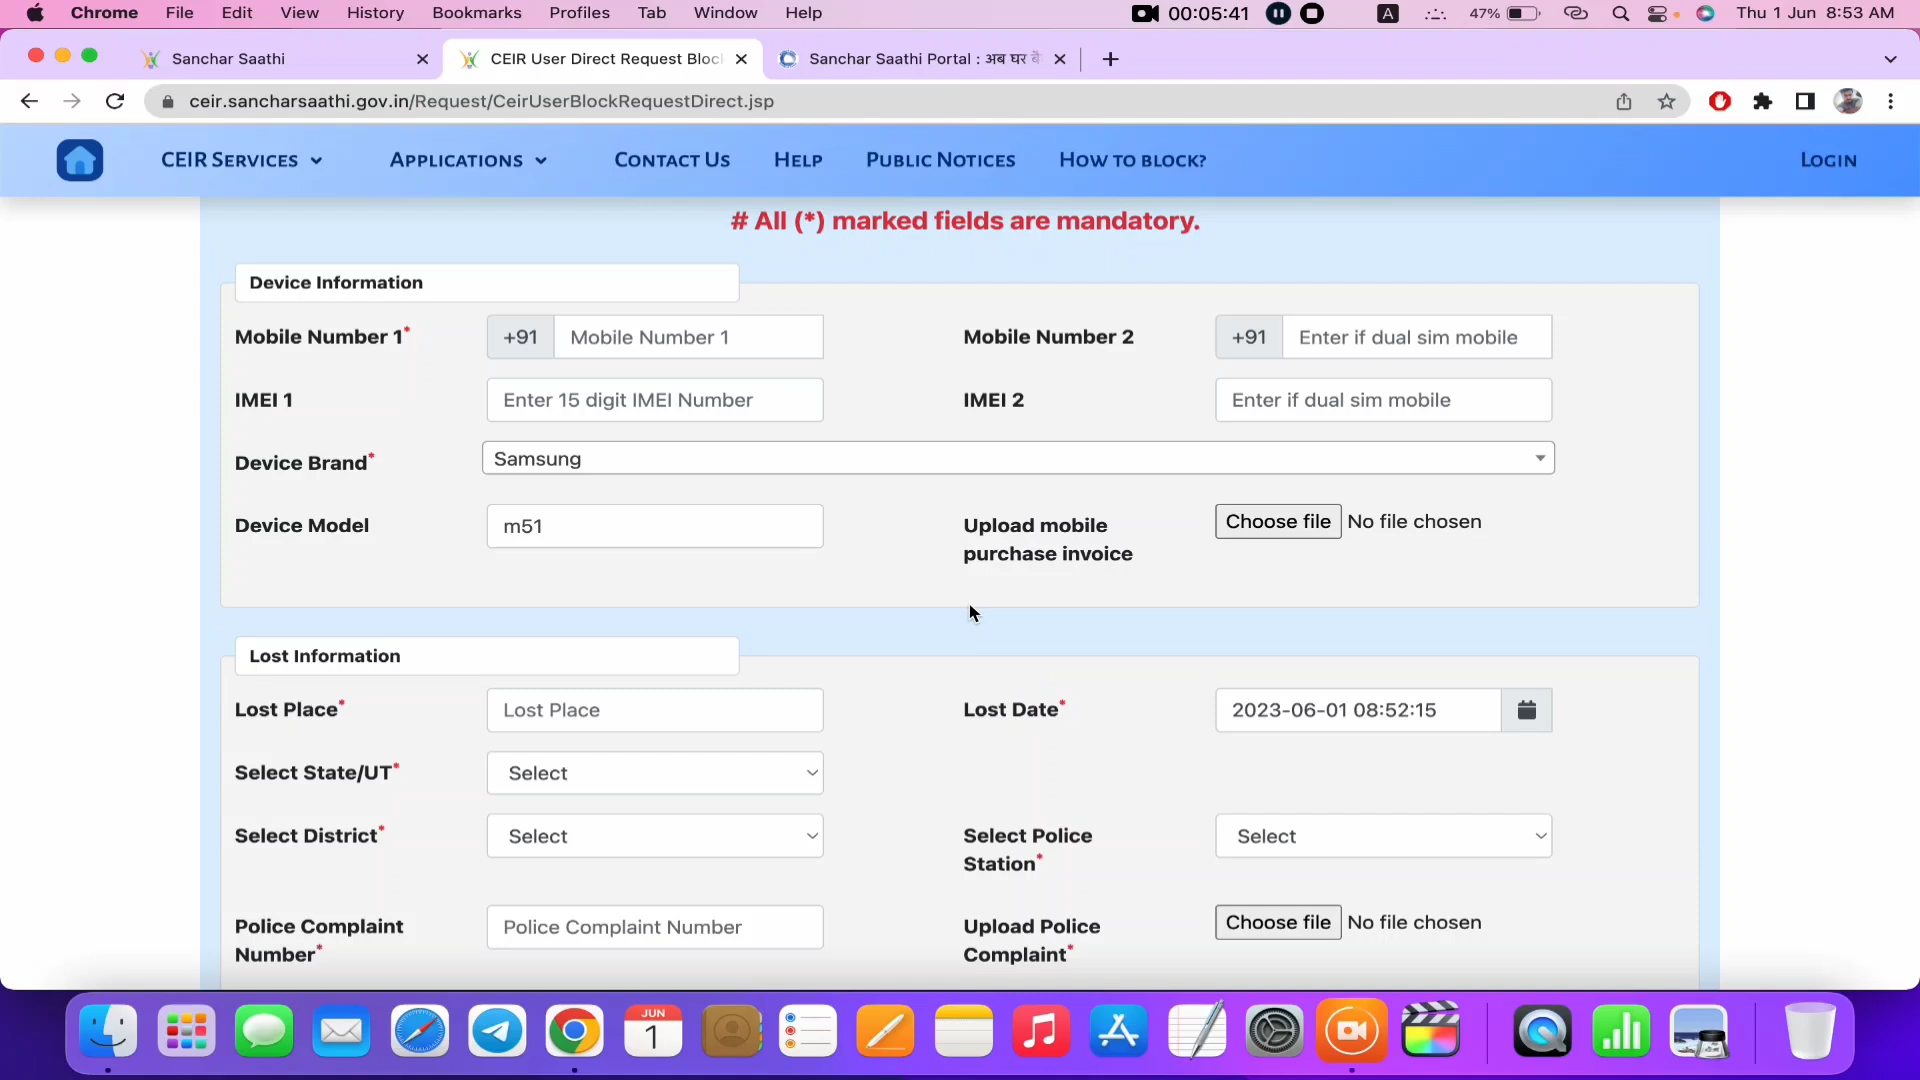 Chrome File Edit View History Bookmarks Profiles Tab Window Help 00:05:41 A 47% Thu 1 Jun 8:53 AM
Sanchar Saathi CEIR User Direct Request Bloc Sanchar Saathi Portal : अब घर बै
ceir.sancharsaathi.gov.in/Request/CeirUserBlockRequestDirect.jsp
CEIR SERVICES APPLICATIONS CONTACT US HELP PUBLIC NOTICES HOW TO BLOCK? LOGIN
# All (*) marked fields are mandatory.
Device Information
Mobile Number 1* +91 Mobile Number 1 Mobile Number 2 +91 Enter if dual sim mobile
IMEI 1 Enter 15 digit IMEI Number IMEI 2 Enter if dual sim mobile
Device Brand* Samsung
Device Model m51 Upload mobile purchase invoice Choose file No file chosen
Lost Information
Lost Place* Lost Place Lost Date* 2023-06-01 08:52:15
Select State/UT* Select
Select District* Select Select Police Station* Select
Police Complaint Number* Police Complaint Number Upload Police Complaint* Choose file No file chosen
JUN
1